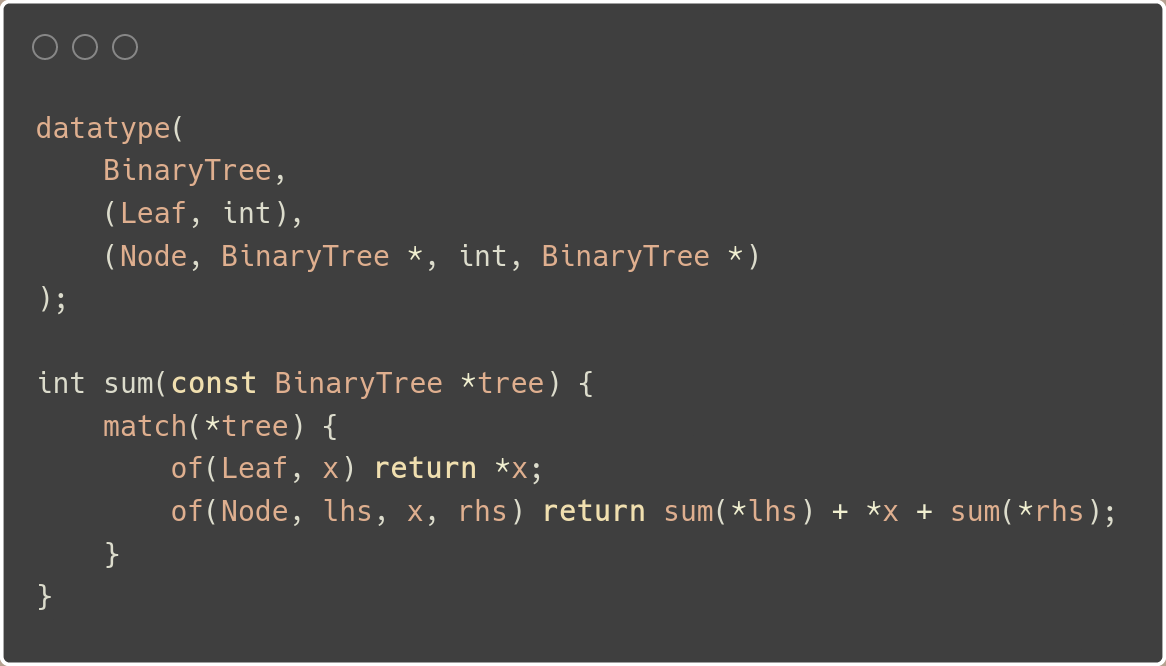 datatype(
    BinaryTree,
    (Leaf, int),
    (Node, BinaryTree *, int, BinaryTree *)
);

int sum(const BinaryTree *tree) {
    match(*tree) {
        of(Leaf, x) return *x;
        of(Node, lhs, x, rhs) return sum(*lhs) + *x + sum(*rhs);
    }
}